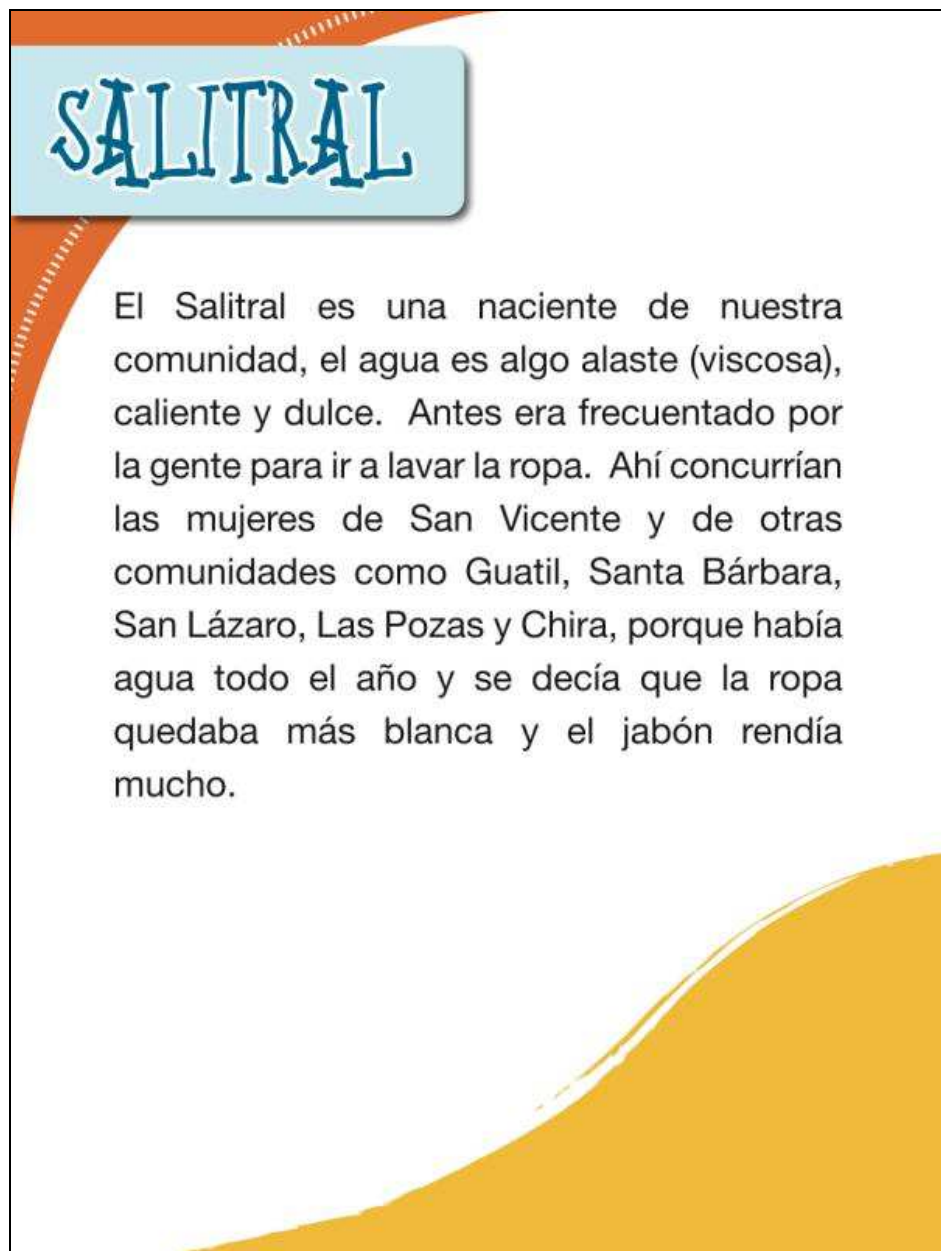 SALITRAL
El Salitral es una naciente de nuestra
comunidad, el agua es algo alaste (viscosa),
caliente y dulce. Antes era frecuentado por
la gente para ir a lavar la ropa. Ahí concurrían
las mujeres de San Vicente y de otras
comunidades como Guatil, Santa Bárbara,
San Lázaro, Las Pozas y Chira, porque había
agua todo el año y se decía que la ropa
quedaba más blanca y el jabón rendía
mucho.